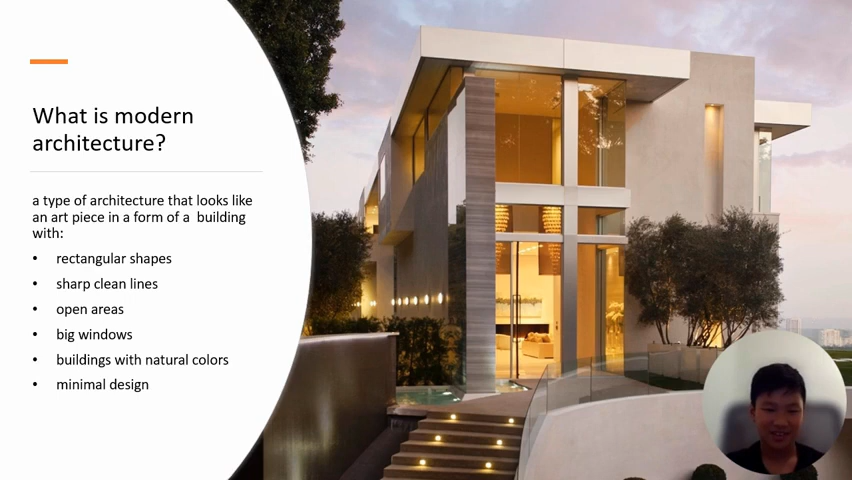 What is modern
architecture?
a type of architecture that looks like
an art piece in a form of a  building
with:
• rectangular shapes
• sharp clean lines
• open areas
• big windows
• buildings with natural colors
• minimal design